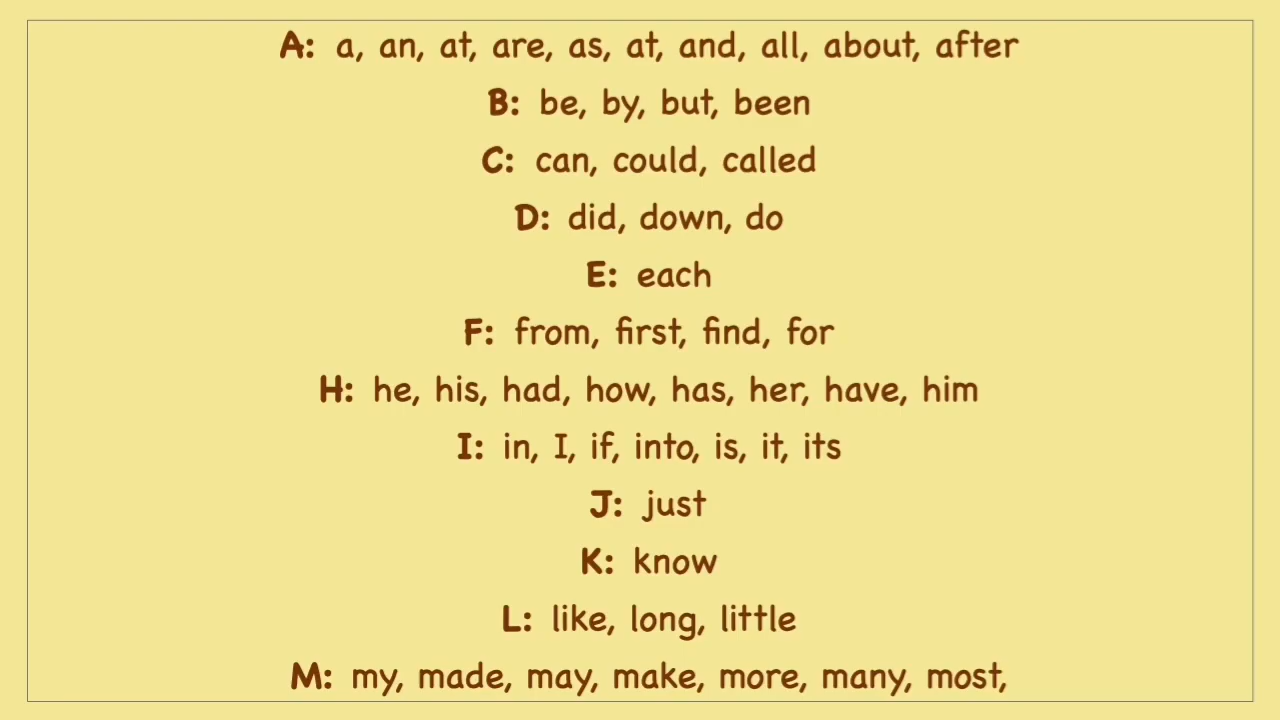 A: a, an, at, are, as, at, and, all, about, after
B: be, by, but, been
C: can, could, called
D: did, down, do
E: each
F: from, first, find, for
H: he, his, had, how, has, her, have, him
I: in, I, if, into, is, it, its
J: just
K: know
L: like, long, little
M: my, made, may, make, more, many, most,